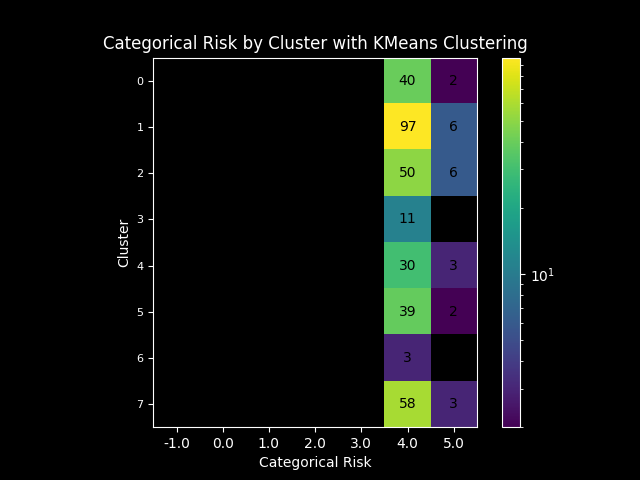 Categorical Risk by Cluster with KMeans Clustering
0 40 2
1 97 6
2 50 6
3 11
4 30 3
5 39 2
6 3
7 58 3
Cluster
10^1
-1.0 0.0 1.0 2.0 3.0 4.0 5.0
Categorical Risk